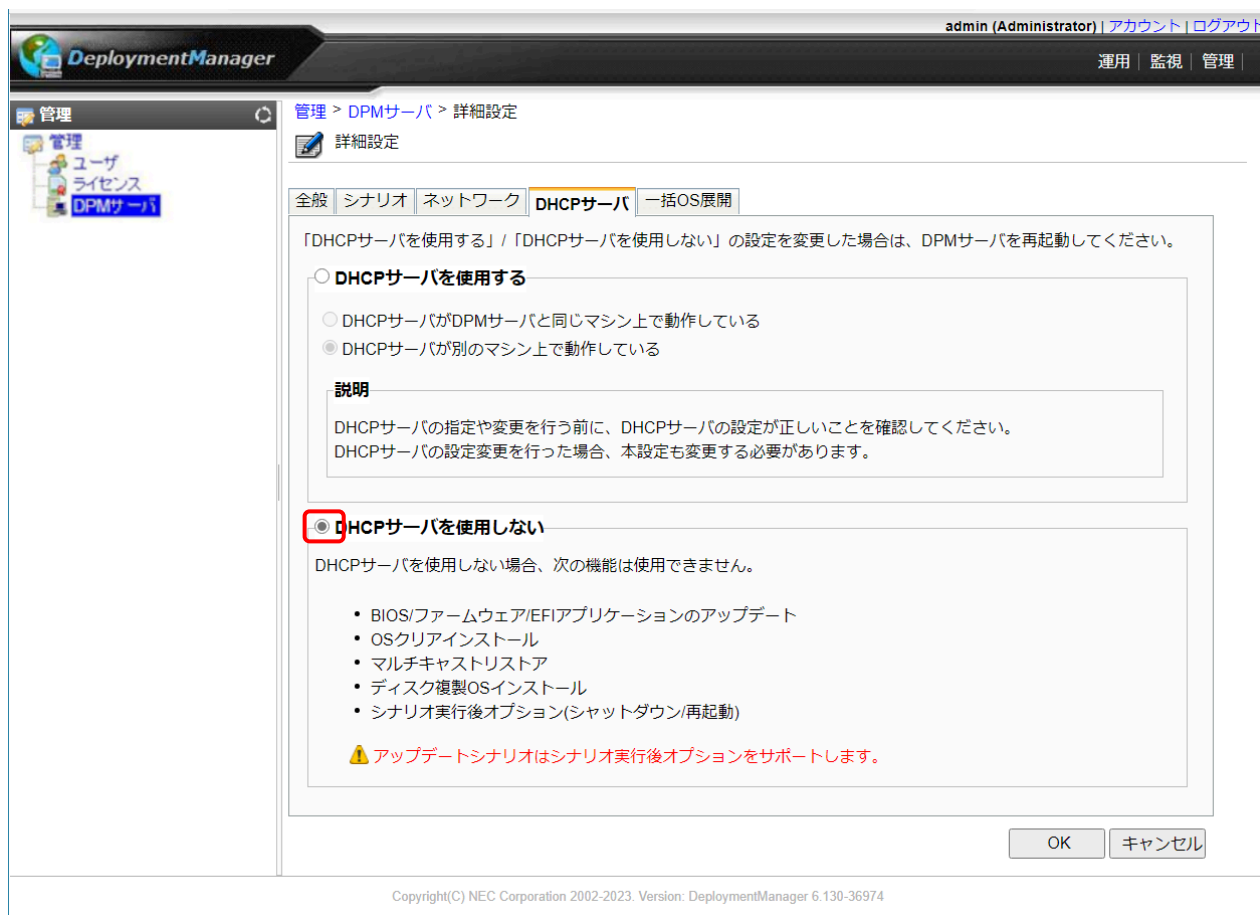 admin (Administrator) | アカウント | ログアウト
DeploymentManager
運用 | 監視 | 管理 |
管理
管理
ユーザ
ライセンス
DPMサーバ
管理 > DPMサーバ > 詳細設定
詳細設定
全般 シナリオ ネットワーク DHCPサーバ 一括OS展開
「DHCPサーバを使用する」/「DHCPサーバを使用しない」の設定を変更した場合は、DPMサーバを再起動してください。
DHCPサーバを使用する
DHCPサーバがDPMサーバと同じマシン上で動作している
DHCPサーバが別のマシン上で動作している
説明
DHCPサーバの指定や変更を行う前に、DHCPサーバの設定が正しいことを確認してください。
DHCPサーバの設定変更を行った場合、本設定も変更する必要があります。
DHCPサーバを使用しない
DHCPサーバを使用しない場合、次の機能は使用できません。
• BIOS/ファームウェア/EFIアプリケーションのアップデート
• OSクリアインストール
• マルチキャストリストア
• ディスク複製OSインストール
• シナリオ実行後オプション(シャットダウン/再起動)
アップデートシナリオはシナリオ実行後オプションをサポートします。
OK キャンセル
Copyright(C) NEC Corporation 2002-2023. Version: DeploymentManager 6.130-36974